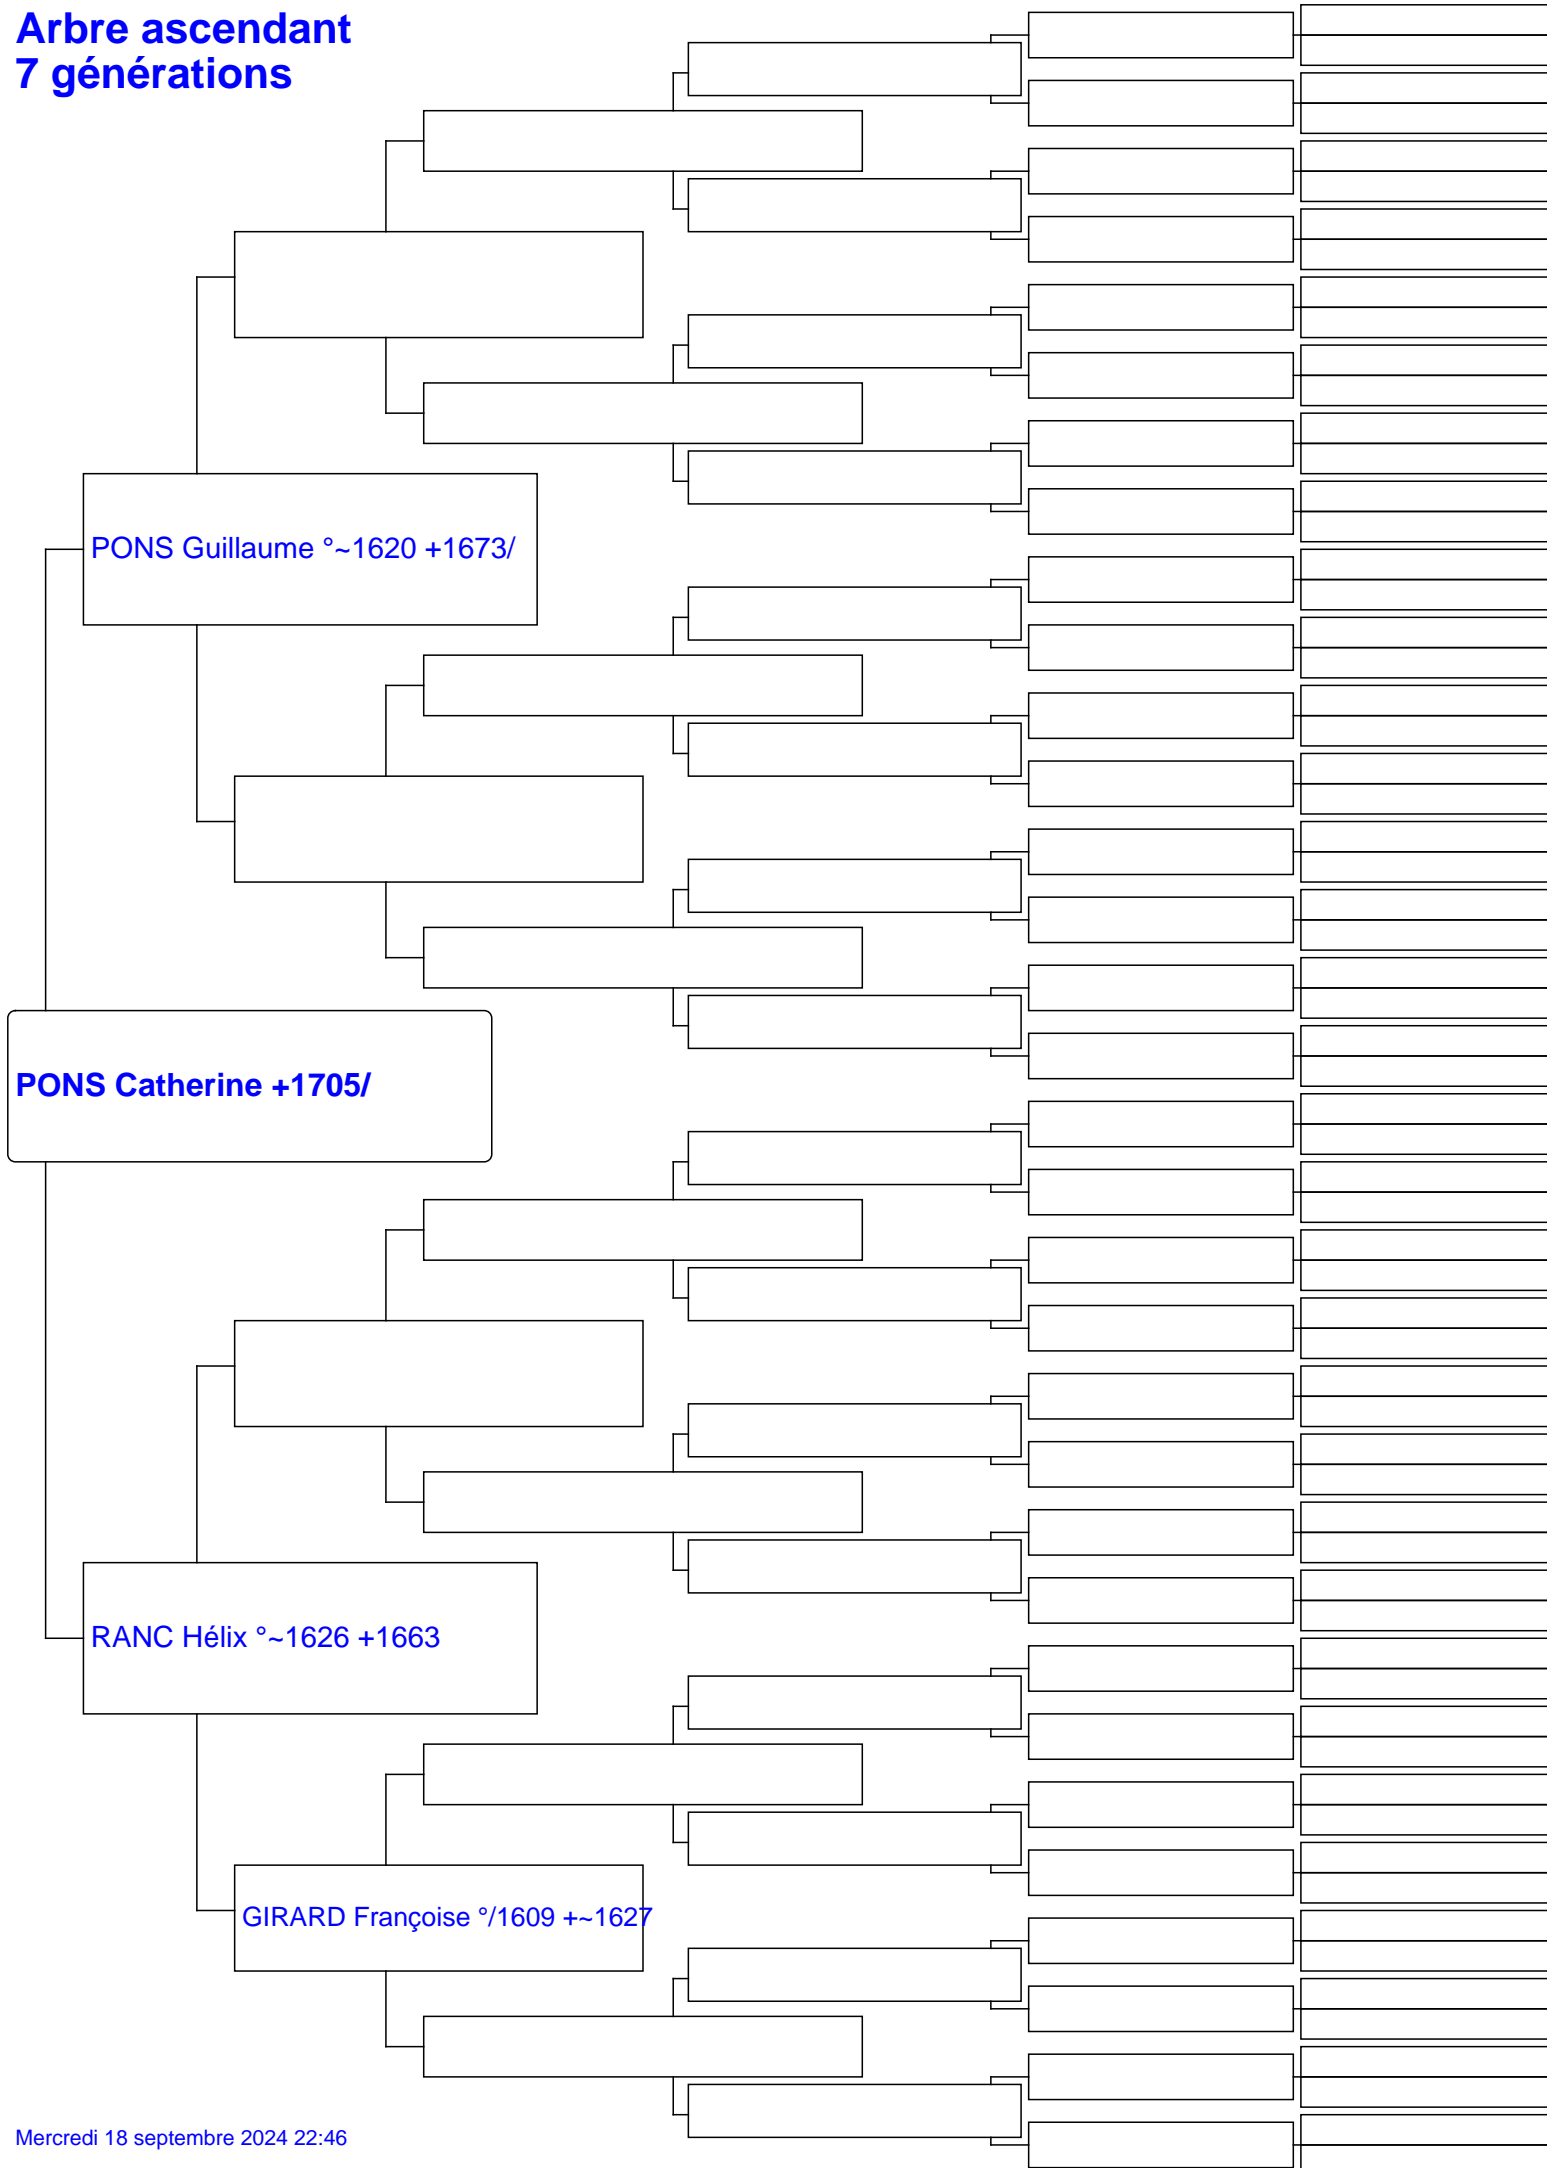 Arbre ascendant
7 générations
PONS Guillaume °~1620 +1673/
PONS Catherine +1705/
RANC Hélix °~1626 +1663
GIRARD Françoise °/1609 +~1627
Mercredi 18 septembre 2024 22:46